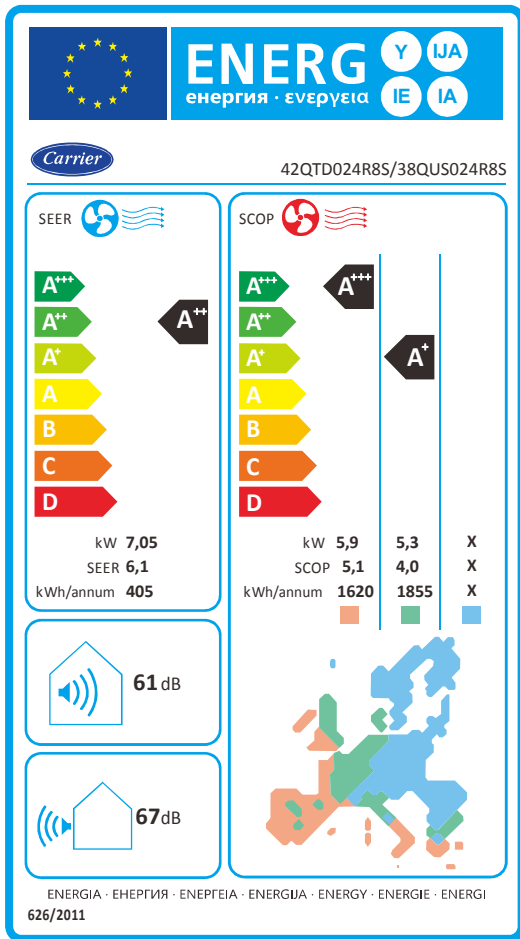 ENERG
енергия · ενεργεια
Y IJA
IE IA
Carrier
42QTD024R8S/38QUS024R8S
SEER
A+++
A++
A+
A
B
C
D
A++
kW 7,05
SEER 6,1
kWh/annum 405
SCOP
A+++
A++
A+
A
B
C
D
A+++
A+
kW 5,9 5,3 X
SCOP 5,1 4,0 X
kWh/annum 1620 1855 X
61 dB
67dB
ENERGIA · ЕНЕРГИЯ · ΕΝΕΡΓΕΙΑ · ENERGIJA · ENERGY · ENERGIE · ENERGI
626/2011